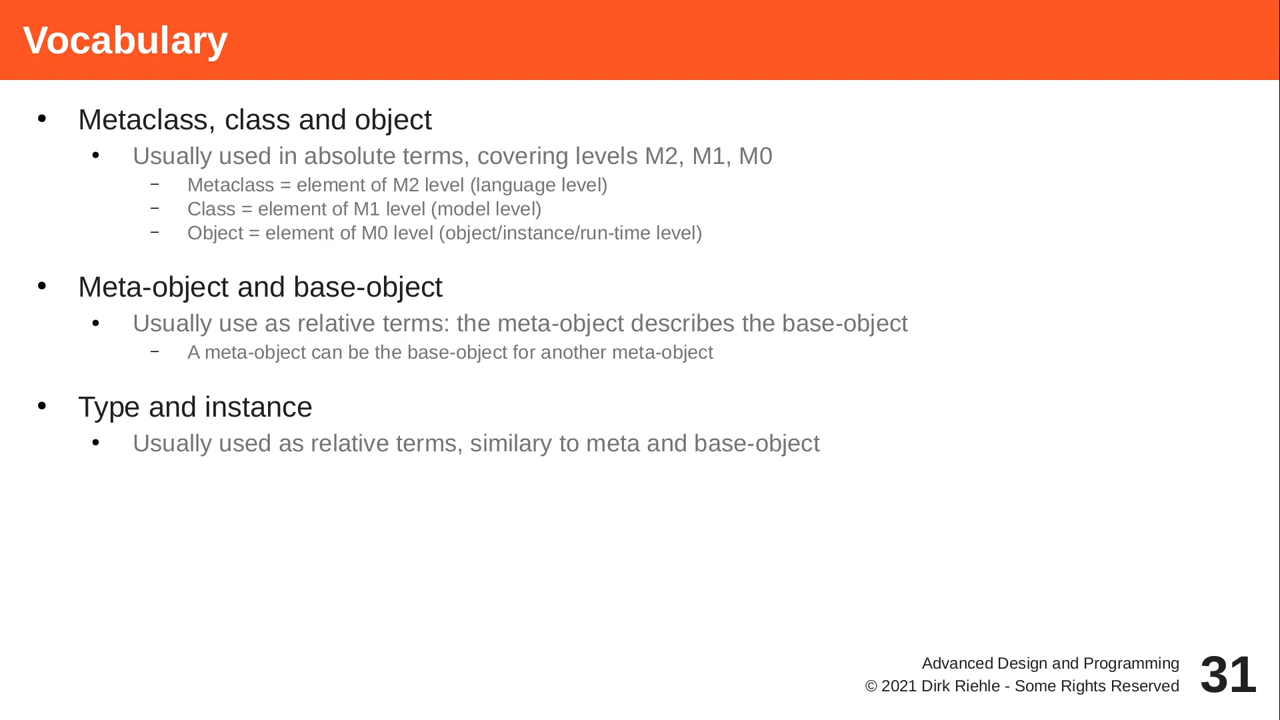 Vocabulary
• Metaclass, class and object
• Usually used in absolute terms, covering levels M2, M1, M0
– Metaclass = element of M2 level (language level)
– Class = element of M1 level (model level)
– Object = element of M0 level (object/instance/run-time level)
• Meta-object and base-object
• Usually use as relative terms: the meta-object describes the base-object
– A meta-object can be the base-object for another meta-object
• Type and instance
• Usually used as relative terms, similary to meta and base-object
Advanced Design and Programming
© 2021 Dirk Riehle - Some Rights Reserved
31